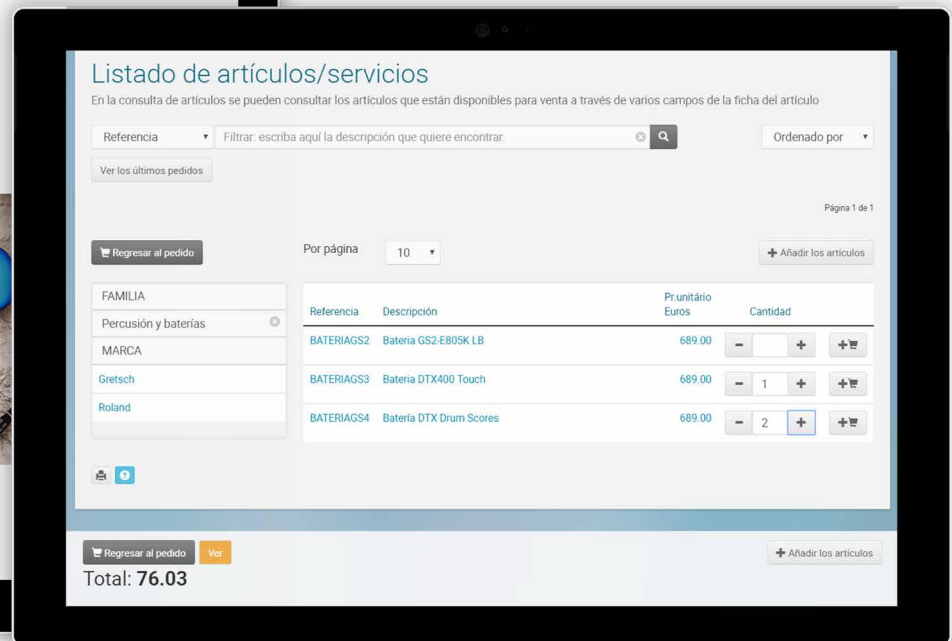 Listado de artículos/servicios
En la consulta de artículos se pueden consultar los artículos que están disponibles para venta a través de varios campos de la ficha del artículo
Referencia Filtrar: escriba aquí la descripción que quiere encontrar. Ordenado por
Ver los últimos pedidos
Página 1 de 1
Regresar al pedido Por página 10 Añadir los artículos
FAMILIA
Percusión y baterías
MARCA
Gretsch
Roland
Pr.unitário
Referencia Descripción Euros Cantidad
BATERIAGS2 Bateria GS2-E805K LB 689.00
BATERIAGS3 Bateria DTX400 Touch 689.00 1
BATERIAGS4 Batería DTX Drum Scores 689.00 2
Regresar al pedido Ver Añadir los artículos
Total: 76.03